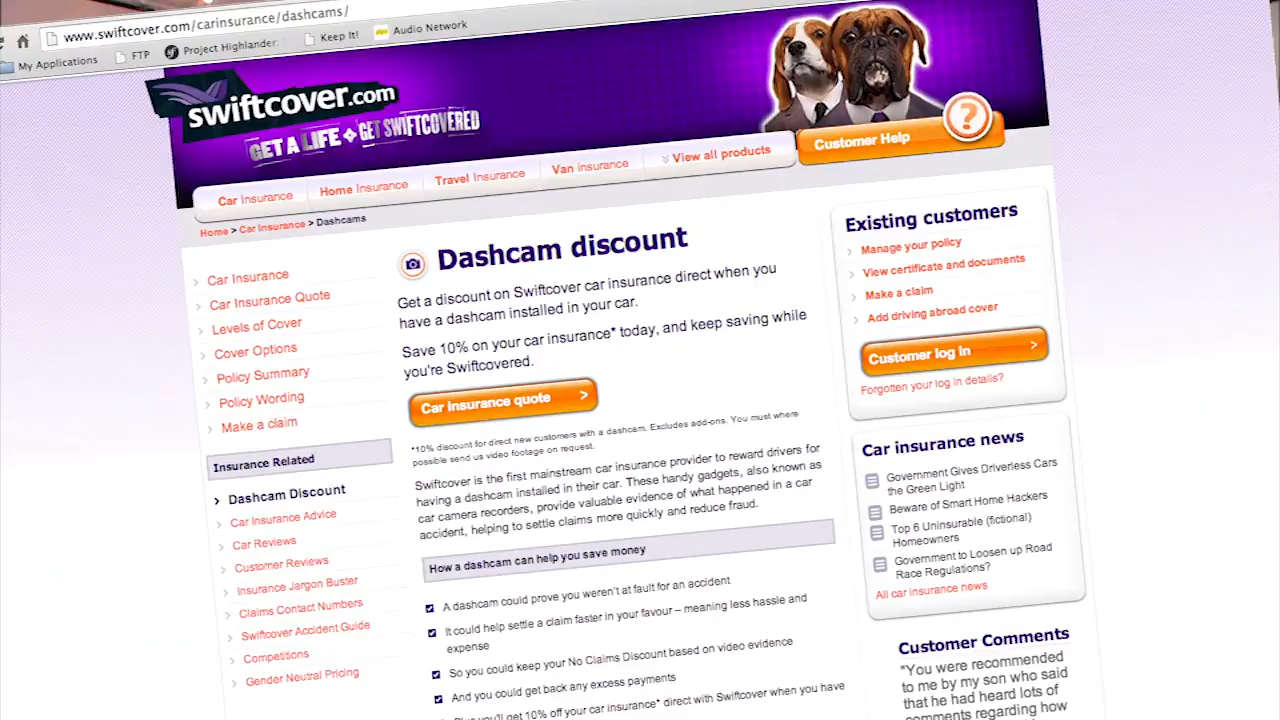 www.swiftcover.com/carinsurance/dashcams/
My Applications
FTP
Project Highlander:
Keep It!
Audio Network
swiftcover.com
GET A LIFE GET SWIFTCOVERED
Customer Help
?
Car Insurance
Home Insurance
Travel Insurance
Van insurance
View all products
Home > Car Insurance > Dashcams
Car Insurance
Car Insurance Quote
Levels of Cover
Cover Options
Policy Summary
Policy Wording
Make a claim
Insurance Related
Dashcam Discount
Car Insurance Advice
Car Reviews
Customer Reviews
Insurance Jargon Buster
Claims Contact Numbers
Swiftcover Accident Guide
Competitions
Gender Neutral Pricing
Dashcam discount
Get a discount on Swiftcover car insurance direct when you
have a dashcam installed in your car.
Save 10% on your car insurance* today, and keep saving while
you're Swiftcovered.
Car insurance quote >
*10% discount for direct new customers with a dashcam. Excludes add-ons. You must where
possible send us video footage on request.
Swiftcover is the first mainstream car insurance provider to reward drivers for
having a dashcam installed in their car. These handy gadgets, also known as
car camera recorders, provide valuable evidence of what happened in a car
accident, helping to settle claims more quickly and reduce fraud.
How a dashcam can help you save money
A dashcam could prove you weren't at fault for an accident
It could help settle a claim faster in your favour – meaning less hassle and
expense
So you could keep your No Claims Discount based on video evidence
And you could get back any excess payments
Plus you'll get 10% off your car insurance* direct with Swiftcover when you have
Existing customers
Manage your policy
View certificate and documents
Make a claim
Add driving abroad cover
Customer log in >
Forgotten your log in details?
Car insurance news
Government Gives Driverless Cars
the Green Light
Beware of Smart Home Hackers
Top 6 Uninsurable (fictional)
Homeowners
Government to Loosen up Road
Race Regulations?
All car insurance news
Customer Comments
"You were recommended
to me by my son who said
that he had heard lots of
comments regarding how